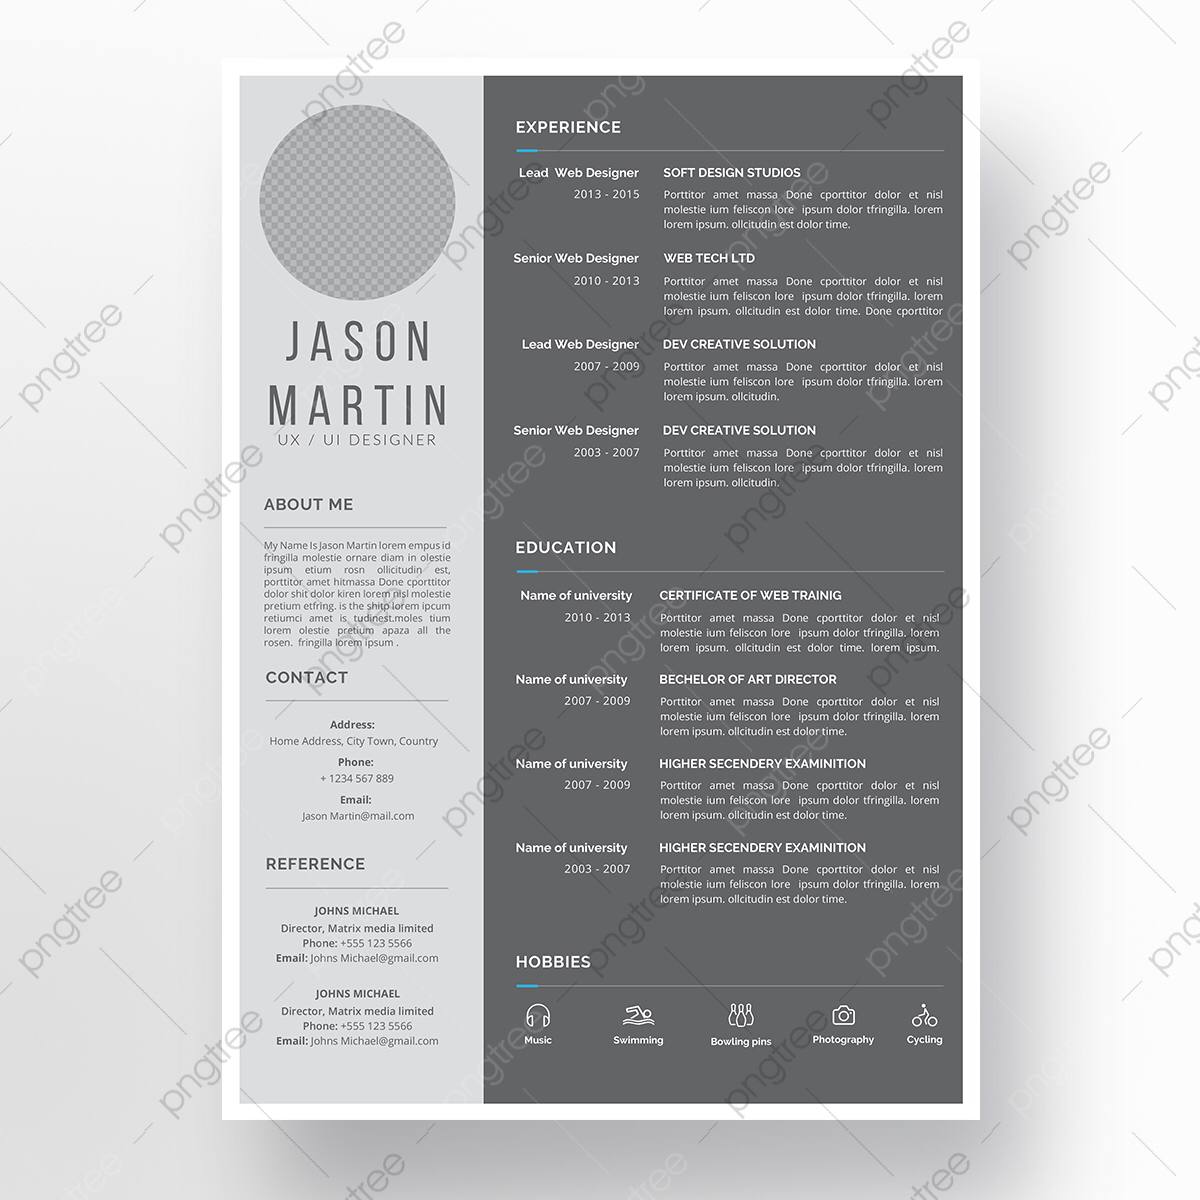 JASON
MARTIN
UX / UI DESIGNER
ABOUT ME
My Name Is Jason Martin lorem empus id
fringilla molestie ornare diam in olestie
ipsum etium rosn ollicitudin est,
porttitor amet hitmassa Done cporttitor
dolor shit dolor kiren lorem lorem molestie
pretium etfring. is the shito lorem ipcum
retiumci amet is tudinest.moles tium
lorem olestie pretium apaza all the
rosen. fringilla lorem ipsum .
CONTACT
Address:
Home Address, City Town, Country
Phone:
+ 1234 567 889
Email:
Jason Martin@mail.com
REFERENCE
JOHNS MICHAEL
Director, Matrix media limited
Phone: +555 123 5566
Email: Johns Michael@gmail.com
JOHNS MICHAEL
Director, Matrix media limited
Phone: +555 123 5566
Email: Johns Michael@gmail.com
EXPERIENCE
Lead Web Designer
2013 - 2015
SOFT DESIGN STUDIOS
Porttitor amet massa Done cporttitor dolor et nisl
molestie ium feliscon lore ipsum dolor tfringilla. lorem
lorem ipsum. ollcitudin est dolor time.
Senior Web Designer
2010 - 2013
WEB TECH LTD
Porttitor amet massa Done cporttitor dolor et nisl
molestie ium feliscon lore ipsum dolor tfringilla. lorem
lorem ipsum. ollcitudin est dolor time. Done cporttitor
Lead Web Designer
2007 - 2009
DEV CREATIVE SOLUTION
Porttitor amet massa Done cporttitor dolor et nisl
molestie ium feliscon lore ipsum dolor tfringilla. lorem
lorem ipsum. ollcitudin.
Senior Web Designer
2003 - 2007
DEV CREATIVE SOLUTION
Porttitor amet massa Done cporttitor dolor et nisl
molestie ium feliscon lore ipsum dolor tfringilla. lorem
lorem ipsum. ollcitudin.
EDUCATION
Name of university
2010 - 2013
CERTIFICATE OF WEB TRAINIG
Porttitor amet massa Done cporttitor dolor et nisl
molestie ium feliscon lore ipsum dolor tfringilla. lorem
lorem ipsum. ollcitudin est dolor time. lorem ipsum.
Name of university
2007 - 2009
BECHELOR OF ART DIRECTOR
Porttitor amet massa Done cporttitor dolor et nisl
molestie ium feliscon lore ipsum dolor tfringilla. lorem
lorem ipsum. ollcitudin est dolor time.
Name of university
2007 - 2009
HIGHER SECENDERY EXAMINITION
Porttitor amet massa Done cporttitor dolor et nisl
molestie ium feliscon lore ipsum dolor tfringilla. lorem
lorem ipsum. ollcitudin est dolor time.
Name of university
2003 - 2007
HIGHER SECENDERY EXAMINITION
Porttitor amet massa Done cporttitor dolor et nisl
molestie ium feliscon lore ipsum dolor tfringilla. lorem
lorem ipsum. ollcitudin est dolor time.
HOBBIES
Music
Swimming
Bowling pins
Photography
Cycling
pngtree